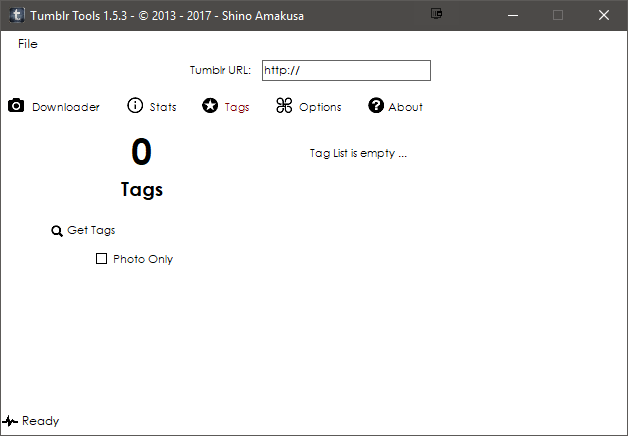 Tumblr Tools 1.5.3 - © 2013 - 2017 - Shino Amakusa
File
Tumblr URL: http://
Downloader Stats Tags Options About
0
Tags
Tag List is empty ...
Get Tags
Photo Only
Ready